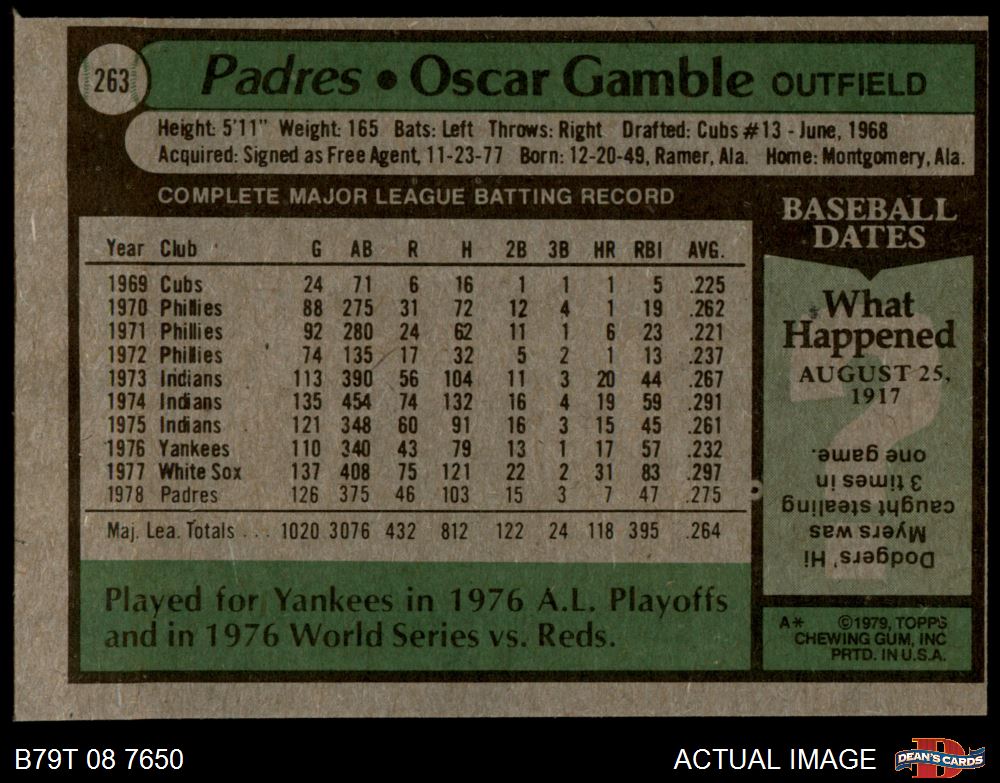 263
Padres • Oscar Gamble OUTFIELD
Height: 5'11" Weight: 165 Bats: Left Throws: Right Drafted: Cubs #13 - June, 1968
Acquired: Signed as Free Agent, 11-23-77 Born: 12-20-49, Ramer, Ala. Home: Montgomery, Ala.
COMPLETE MAJOR LEAGUE BATTING RECORD
Year Club G AB R H 2B 3B HR RBI AVG.
1969 Cubs 24 71 6 16 1 1 1 5 .225
1970 Phillies 88 275 31 72 12 4 1 19 .262
1971 Phillies 92 280 24 62 11 1 6 23 .221
1972 Phillies 74 135 17 32 5 2 1 13 .237
1973 Indians 113 390 56 104 11 3 20 44 .267
1974 Indians 135 454 74 132 16 4 19 59 .291
1975 Indians 121 348 60 91 16 3 15 45 .261
1976 Yankees 110 340 43 79 13 1 17 57 .232
1977 White Sox 137 408 75 121 22 2 31 83 .297
1978 Padres 126 375 46 103 15 3 7 47 .275
Maj. Lea. Totals ... 1020 3076 432 812 122 24 118 395 .264
Played for Yankees in 1976 A.L. Playoffs
and in 1976 World Series vs. Reds.
BASEBALL
DATES
What
Happened
AUGUST 25,
1917
?
Dodgers' Hi
Myers was
caught stealing
3 times in
one game.
A* ©1979, TOPPS
CHEWING GUM, INC
PRTD. IN U.S.A.
B79T 08 7650
ACTUAL IMAGE
D
DEAN'S CARDS